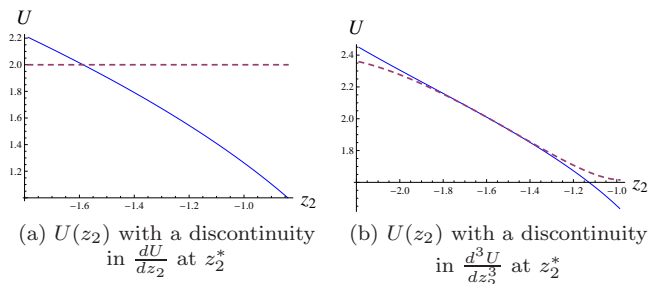 U
2.2
2.0
1.8
1.6
1.4
1.2
−1.6
−1.4
−1.2
−1.0
z₂
(a) U(z₂) with a discontinuity
in dU/dz₂ at z₂*
U
2.4
2.2
2.0
1.8
−2.0
−1.8
−1.6
−1.4
−1.2
−1.0
z₂
(b) U(z₂) with a discontinuity
in d³U/dz₂³ at z₂*